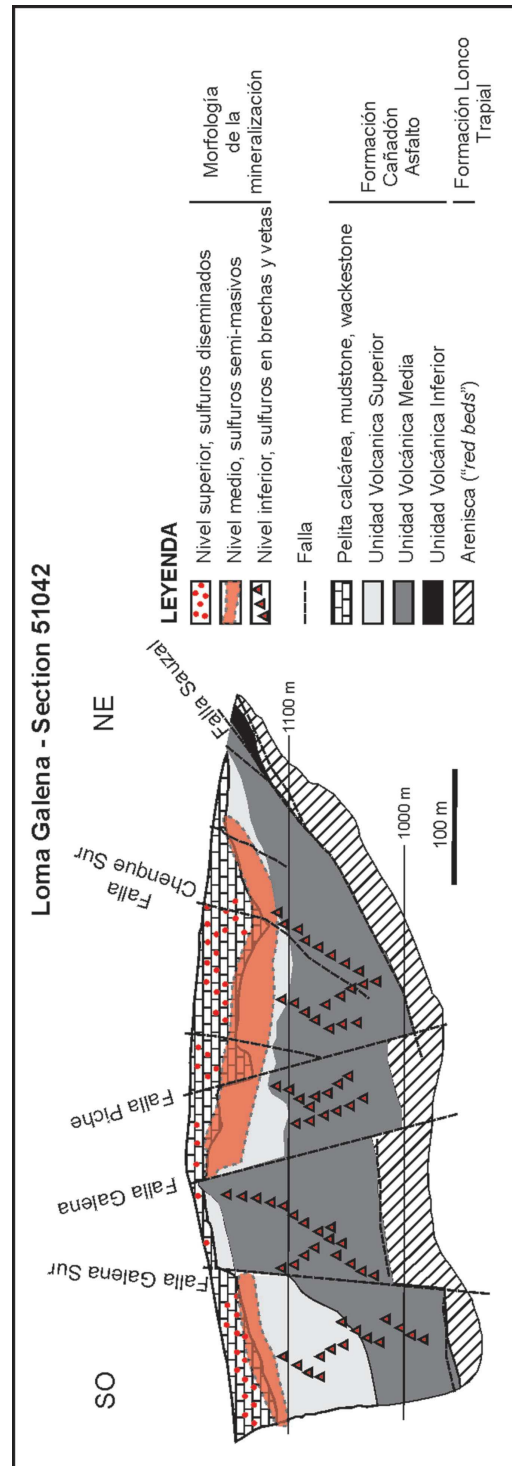 Loma Galena - Section 51042
SO
NE
Falla Galena Sur
Falla Galena
Falla Piche
Falla
Chenque Sur
Falla Sauzal
1100 m
1000 m
100 m
LEYENDA
Nivel superior, sulfuros diseminados
Nivel medio, sulfuros semi-masivos
Nivel inferior, sulfuros en brechas y vetas
Morfología
de la
mineralización
Falla
Pelita calcárea, mudstone, wackestone
Unidad Volcanica Superior
Unidad Volcánica Media
Unidad Volcánica Inferior
Formación
Cañadón
Asfalto
Arenisca ("red beds")
Formación Lonco
Trapial